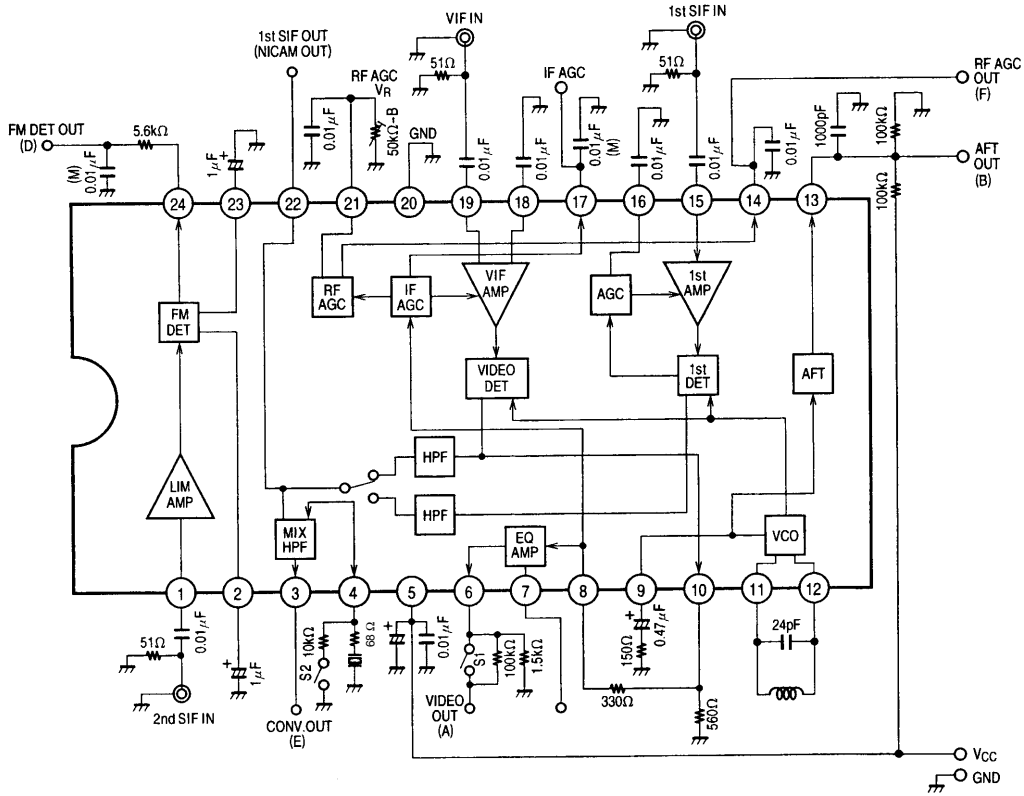 VIF IN
1st SIF IN
1st SIF OUT
(NICAM OUT)
51Ω
51Ω
RF AGC
OUT
(F)
RF AGC
VR
IF AGC
FM DET OUT
(D)
5.6kΩ
(M)
0.01μF
1μF
0.01μF
50kΩ-B
GND
0.01μF
0.01μF
0.01μF
(M)
0.01μF
0.01μF
0.01μF
1000pF
100kΩ
AFT
OUT
(B)
100kΩ
24
23
22
21
20
19
18
17
16
15
14
13
VIF
AMP
1st
AMP
RF
AGC
IF
AGC
AGC
FM
DET
VIDEO
DET
1st
DET
AFT
HPF
LIM
AMP
HPF
MIX
HPF
EQ
AMP
VCO
1
2
3
4
5
6
7
8
9
10
11
12
0.01μF
51Ω
1μF
10kΩ
S2
68Ω
0.01μF
S1
100kΩ
1.5kΩ
0.47μF
150Ω
24pF
330Ω
560Ω
2nd SIF IN
CONV.OUT
(E)
VIDEO
OUT
(A)
VCC
GND